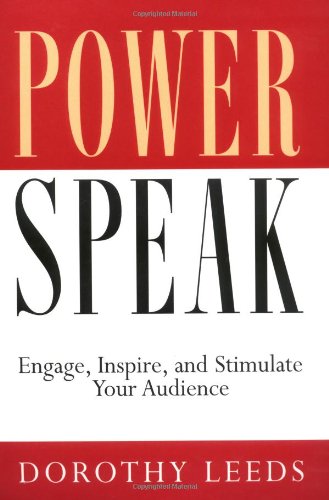 POWER
SPEAK
Engage, Inspire, and Stimulate
Your Audience
DOROTHY LEEDS